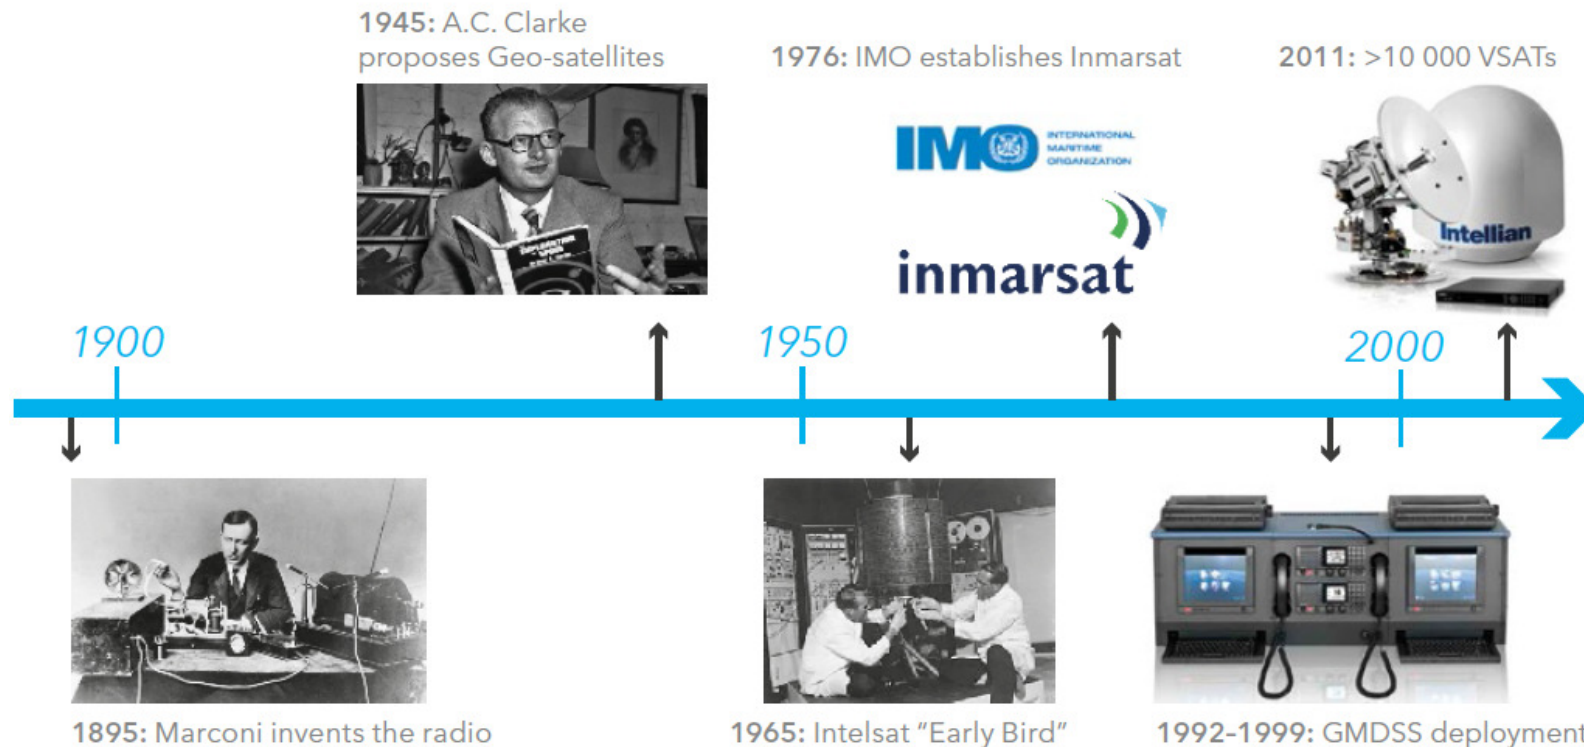 1945: A.C. Clarke
proposes Geo-satellites
1976: IMO establishes Inmarsat
2011: >10 000 VSATs
IMO
INTERNATIONAL
MARITIME
ORGANIZATION
inmarsat
Intellian
1900
1950
2000
1895: Marconi invents the radio
1965: Intelsat “Early Bird”
1992-1999: GMDSS deployment